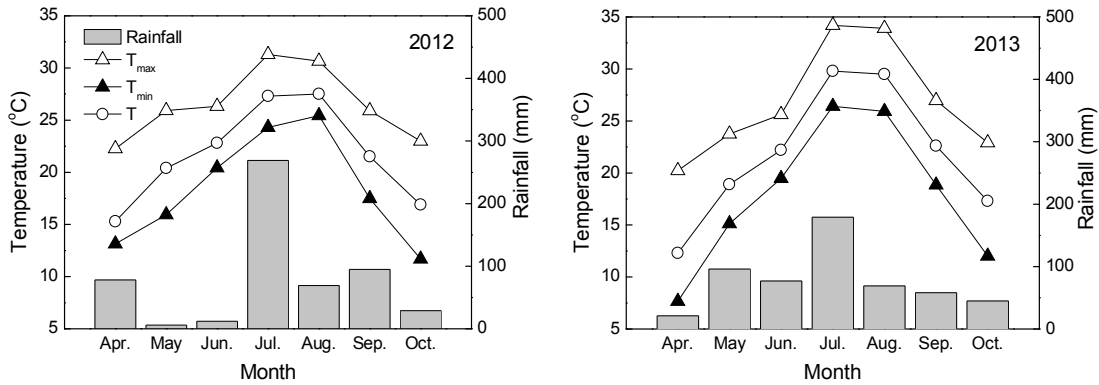 35
30
25
20
15
10
5
Temperature (°C)
Rainfall
T max
T min
T
2012
500
400
300
200
100
0
Rainfall (mm)
Apr. May Jun. Jul. Aug. Sep. Oct.
Month
35
30
25
20
15
10
5
Temperature (°C)
2013
500
400
300
200
100
0
Rainfall (mm)
Apr. May Jun. Jul. Aug. Sep. Oct.
Month